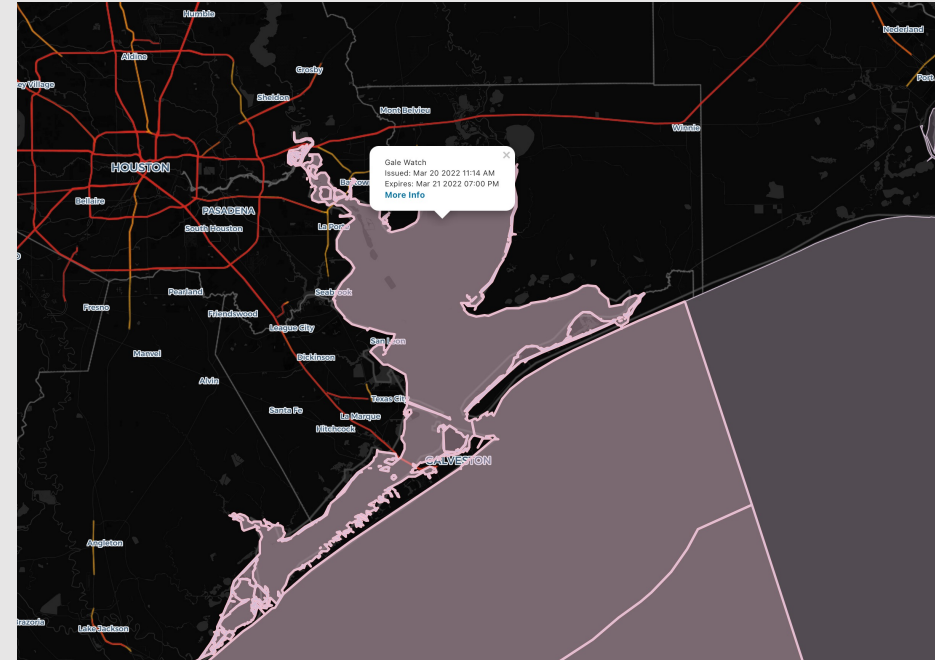 Humble
Nederland
Aldine
Crosby
ey Village
Port
Sheldon
Mont Belvieu
Winnie
HOUSTON
Gale Watch
Issued: Mar 20 2022 11:14 AM
Expires: Mar 21 2022 07:00 PM
More Info
×
Bellaire
PASADENA
South Houston
La Porte
Pearland
Seabrook
Fresno
Friendswood
League City
San Leon
Manvel
Dickinson
Alvin
Texas City
Santa Fe
La Marque
Hitchcock
GALVESTON
Angleton
Lake Jackson